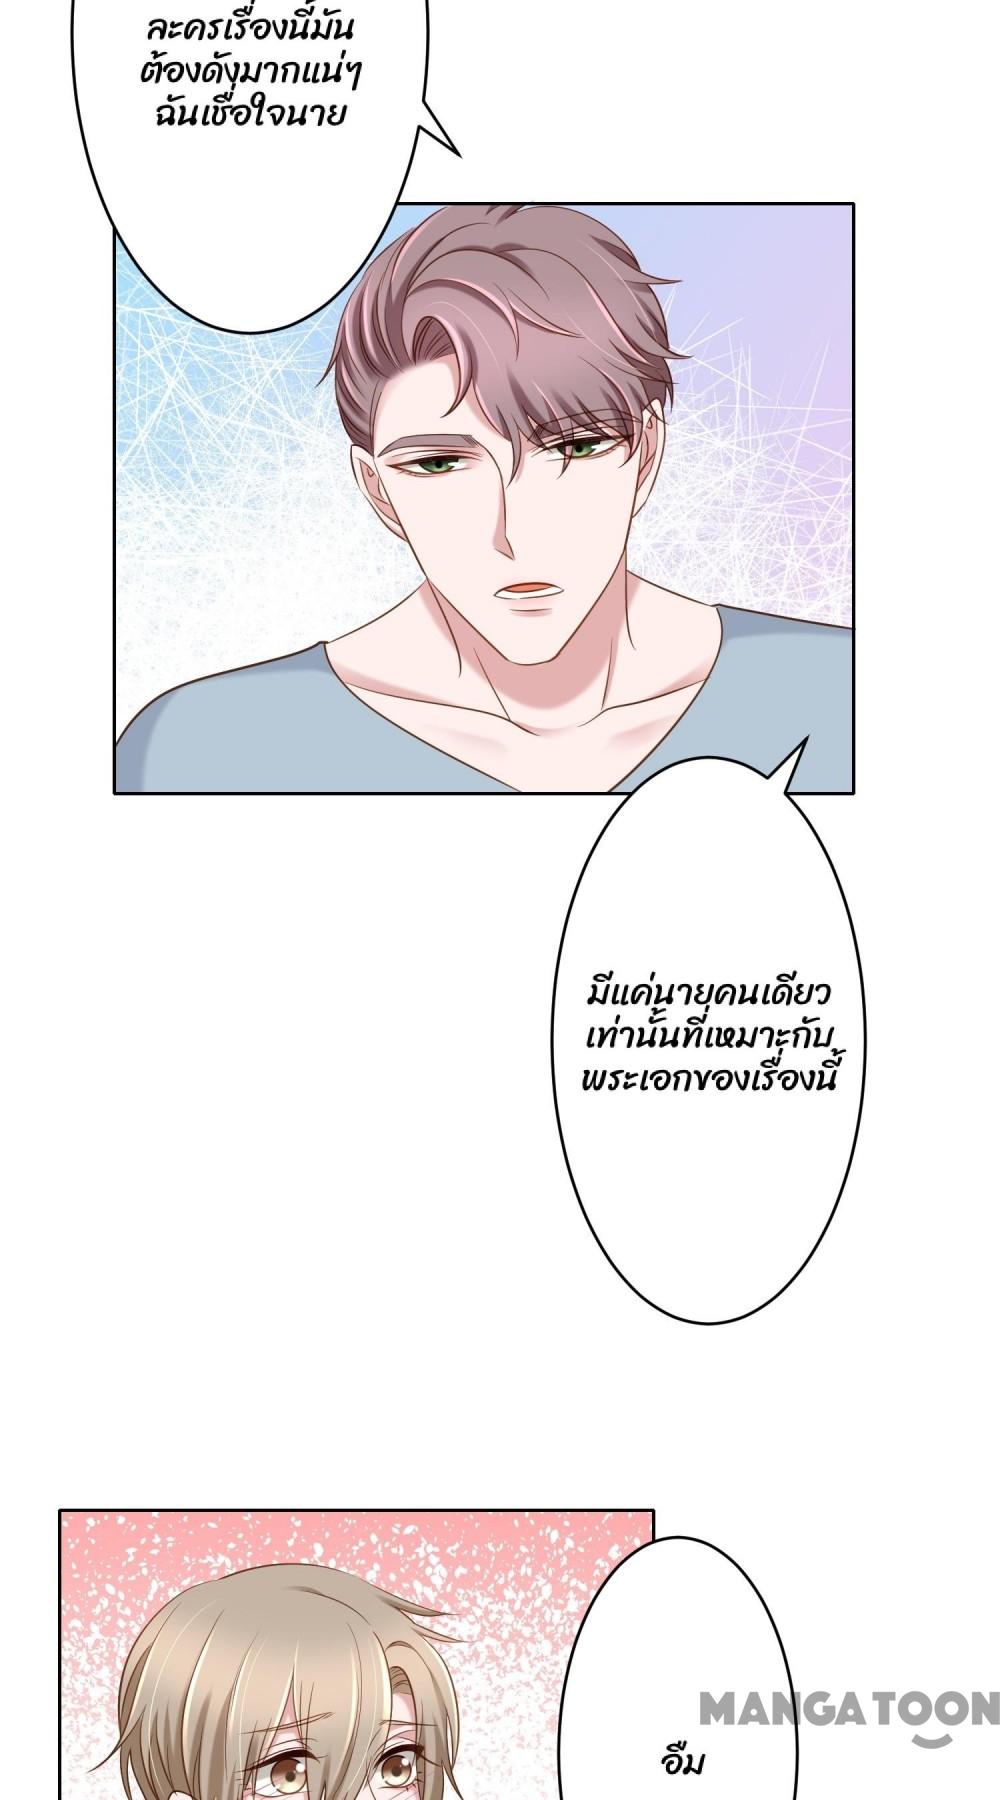 ละครเรื่องนี้มัน
ต้องดังมากแน่ๆ
ฉันเชื่อใจนาย
มีแค่นายคนเดียว
เท่านั้นที่เหมาะกับ
พระเอกของเรื่องนี้
MANGATOON
อืม